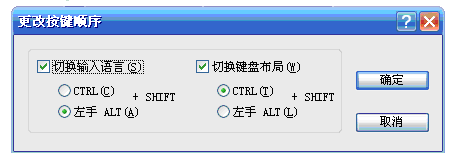 更改按键顺序
切换输入语言(S)
切换键盘布局(W)
CTRL(C)
+ SHIFT
左手 ALT(A)
CTRL(T)
+ SHIFT
左手 ALT(L)
确定
取消